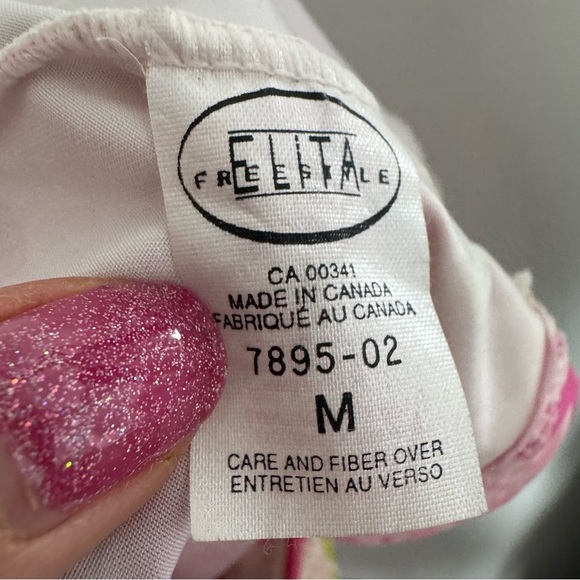 ELITA
FREESTYLE
CA 00341
MADE IN CANADA
FABRIQUÉ AU CANADA
7895-02
M
CARE AND FIBER OVER
ENTRETIEN AU VERSO